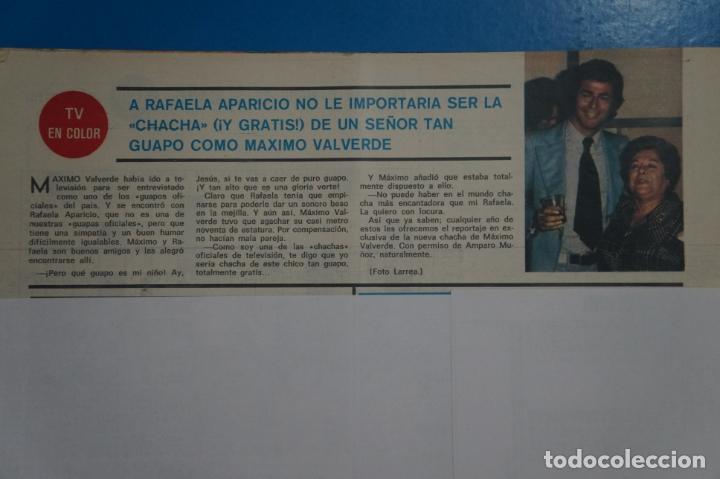 TV
EN COLOR
A RAFAELA APARICIO NO LE IMPORTARIA SER LA
«CHACHA» (¡Y GRATIS!) DE UN SEÑOR TAN
GUAPO COMO MAXIMO VALVERDE
MAXIMO Valverde había ido a te-
levisión para ser entrevistado
como uno de los «guapos ofi-
ciales» del país. Y se encontró con
Rafaela Aparicio, que no es una de
nuestras «guapas oficiales», pero que
tiene una simpatía y un buen humor
difícilmente igualables. Máximo y Ra-
faela son buenos amigos y les alegró
encontrarse allí.
—¡Pero qué guapo es mi niño! Ay,
Jesús, si te vas a caer de puro guapo.
¡Y tan alto que es una gloria verte!
Claro que Rafaela tenía que empi-
narse para poderle dar un sonoro beso
en la mejilla. Y aún así, Máximo Val-
verde tuvo que agachar su casi metro
noventa de estatura. Por compensación,
no hacían mala pareja.
—Como soy una de las «chachas»
oficiales de televisión, te digo que yo
sería chacha de este chico tan guapo,
totalmente gratis...
Y Máximo añadió que estaba total-
mente dispuesto a ello.
—No puede haber en el mundo cha-
cha más encantadora que mi Rafaela.
La quiero con locura.
Así que ya saben; cualquier año de
estos les ofrecemos el reportaje en ex-
clusiva de la nueva chacha de Máximo
Valverde. Con permiso de Amparo Mu-
ñoz, naturalmente.
(Foto Larrea.)
todocoleccion.net